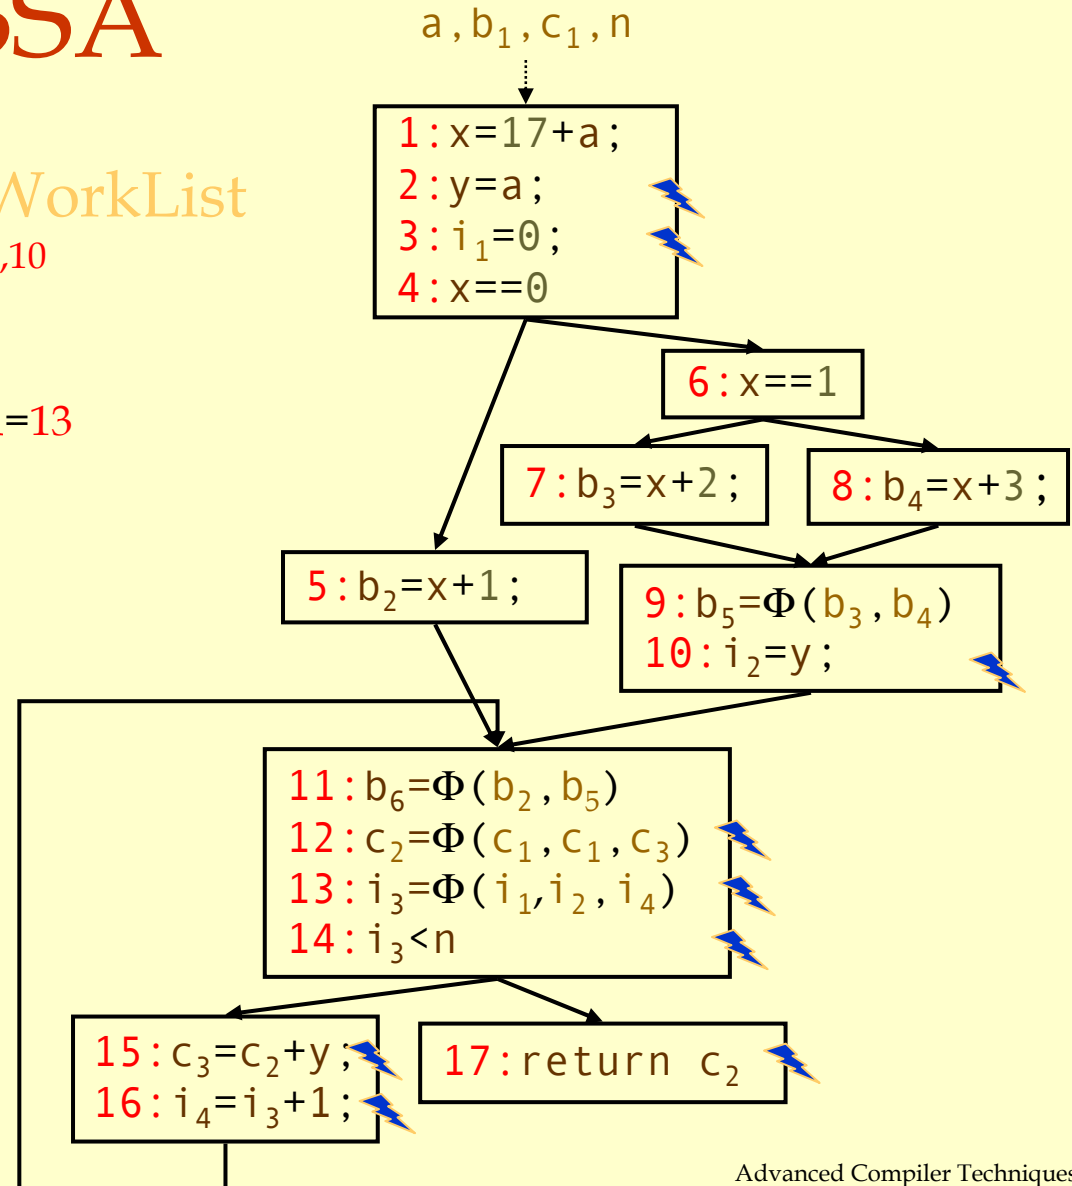 SSA
a,b₁,c₁,n
WorkList
,10
=13
1:x=17+a;
2:y=a;
3:i₁=0;
4:x==0
6:x==1
7:b₃=x+2;
8:b₄=x+3;
5:b₂=x+1;
9:b₅=Φ(b₃,b₄)
10:i₂=y;
11:b₆=Φ(b₂,b₅)
12:c₂=Φ(c₁,c₁,c₃)
13:i₃=Φ(i₁,i₂,i₄)
14:i₃<n
15:c₃=c₂+y;
16:i₄=i₃+1;
17:return c₂
Advanced Compiler Techniques